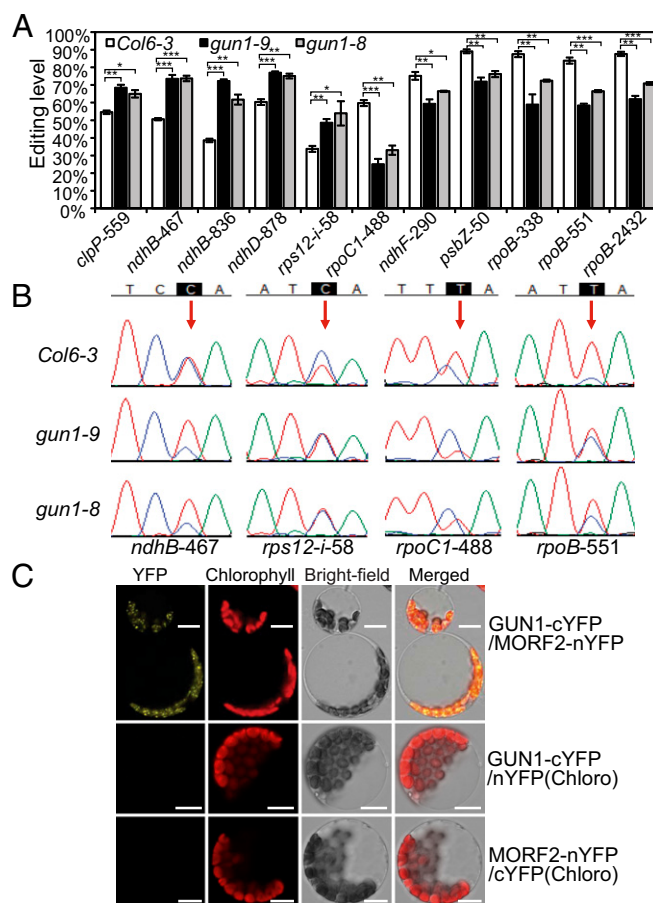 A
100%
90%
80%
70%
60%
50%
40%
30%
20%
10%
0%
Editing level
Col6-3 gun1-9 gun1-8
* ** *** ** *** ** *** ** * ** ** *** * ** ** ** ** ** *** *** *** ***
clpP-559 ndhB-467 ndhB-836 ndhD-878 rps12-i-58 rpoC1-488 ndhF-290 psbZ-50 rpoB-338 rpoB-551 rpoB-2432
B
T C C A A T C A T T T A A T T A
Col6-3
gun1-9
gun1-8
ndhB-467 rps12-i-58 rpoC1-488 rpoB-551
C
YFP Chlorophyll Bright-field Merged
GUN1-cYFP
/MORF2-nYFP
GUN1-cYFP
/nYFP(Chloro)
MORF2-nYFP
/cYFP(Chloro)